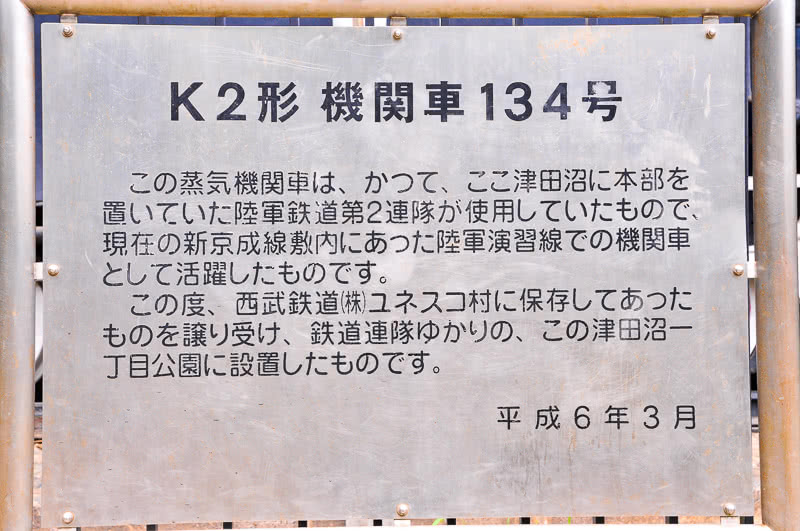 K2形 機関車134号
この蒸気機関車は、かつて、ここ津田沼に本部を
置いていた陸軍鉄道第2連隊が使用していたもので、
現在の新京成線敷内にあった陸軍演習線での機関車
として活躍したものです。
この度、西武鉄道㈱ユネスコ村に保存してあった
ものを譲り受け、鉄道連隊ゆかりの、この津田沼一
丁目公園に設置したものです。
平成6年3月